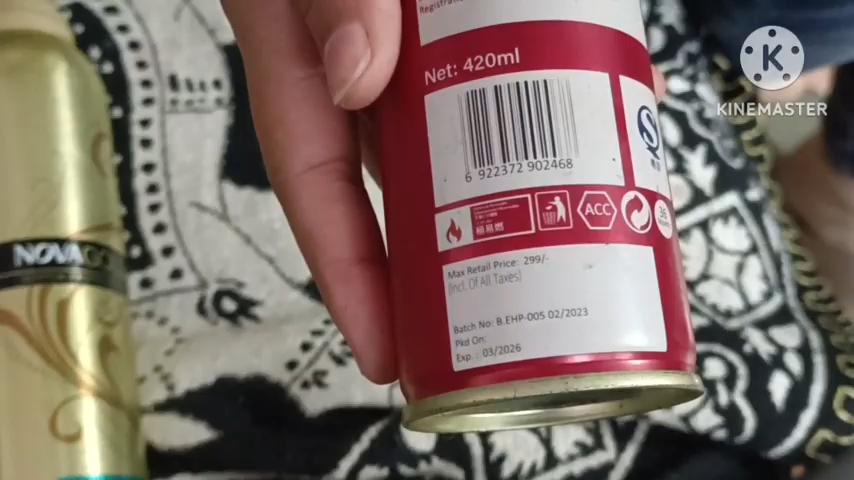 Net: 420ml
6 922372 902468
ACC
36
Max Retail Price: 299/-
(Incl. Of All Taxes)
Batch No: B.EHP-005 02/2023
Pkd On:
Exp. : 03/2026
NOVA
K
KINEMASTER